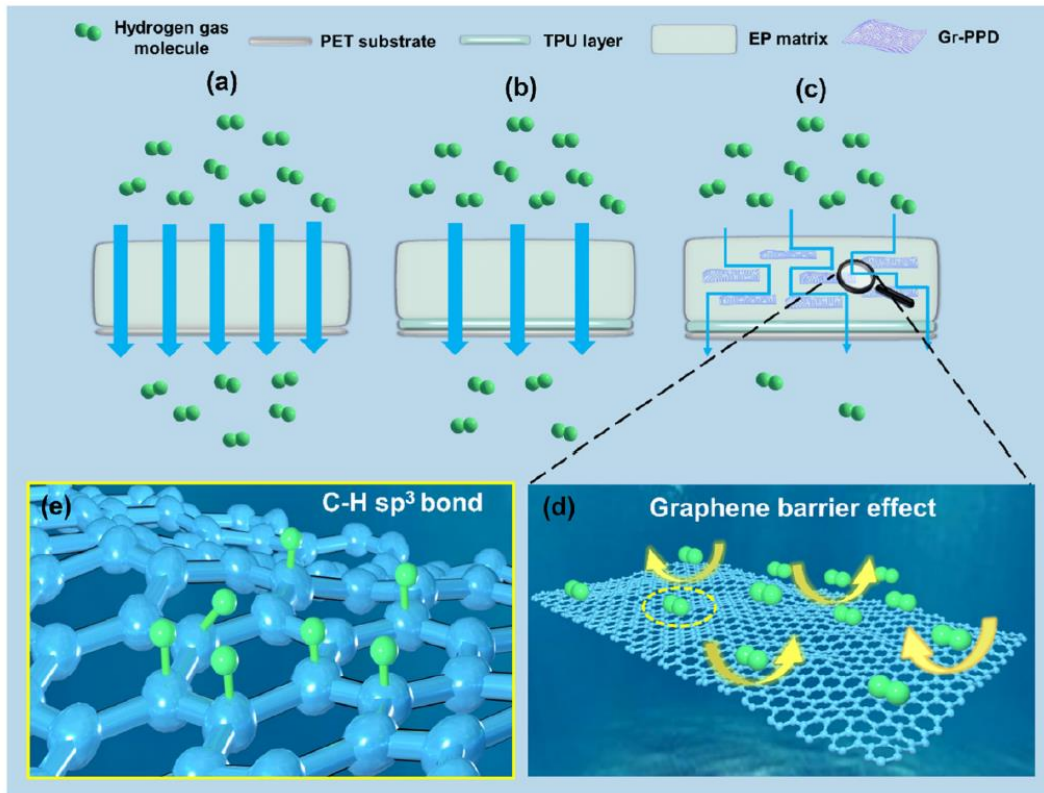 Hydrogen gas
molecule
PET substrate
TPU layer
EP matrix
Gr-PPD
(a)
(b)
(c)
(e)
C-H sp³ bond
(d)
Graphene barrier effect